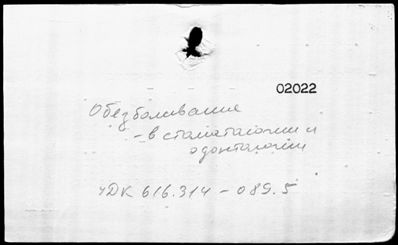 02022
Обезболивание
- в стоматологии и
одонтологии
УДК 616.314-089.5